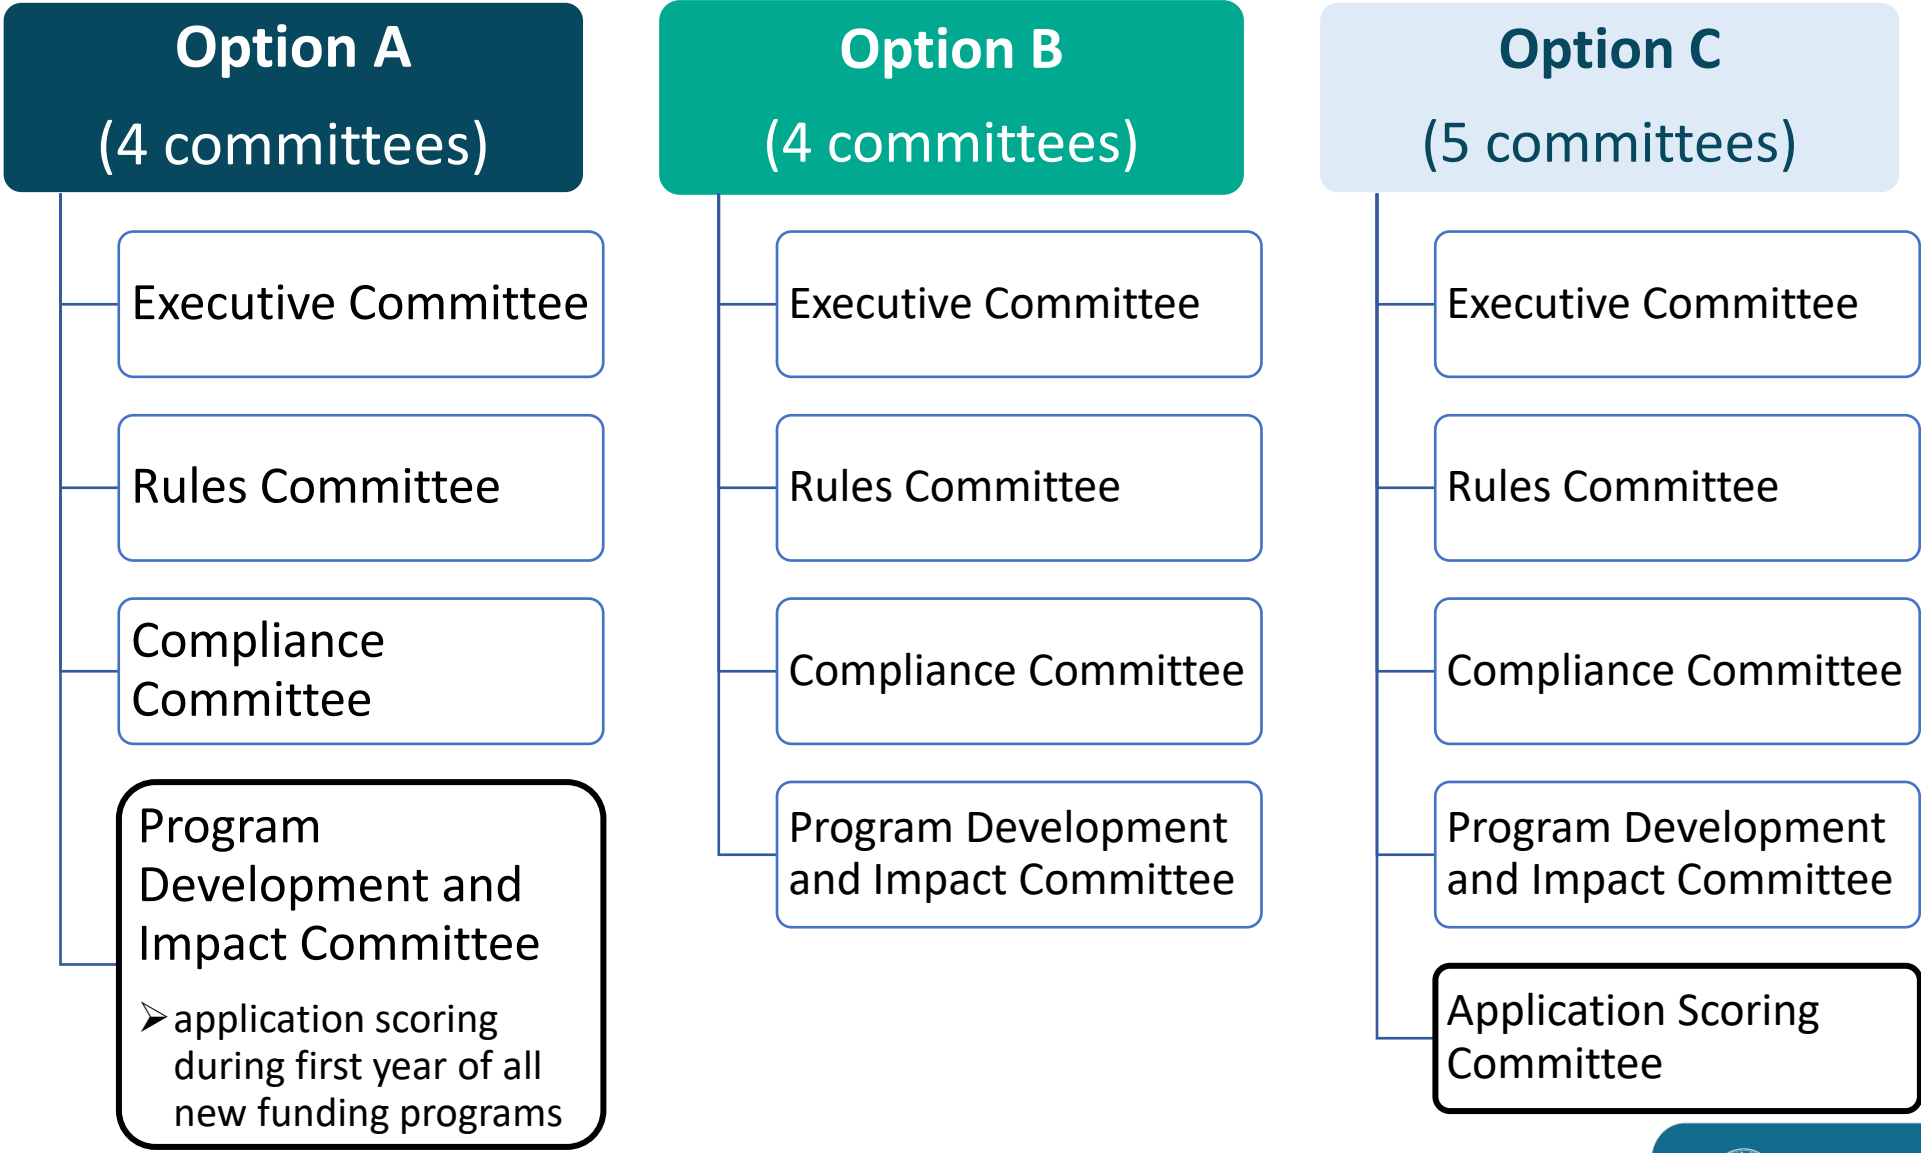 Option A
(4 committees)
Executive Committee
Rules Committee
Compliance
Committee
Program
Development and
Impact Committee
➢ application scoring
during first year of all
new funding programs
Option B
(4 committees)
Executive Committee
Rules Committee
Compliance Committee
Program Development
and Impact Committee
Option C
(5 committees)
Executive Committee
Rules Committee
Compliance Committee
Program Development
and Impact Committee
Application Scoring
Committee